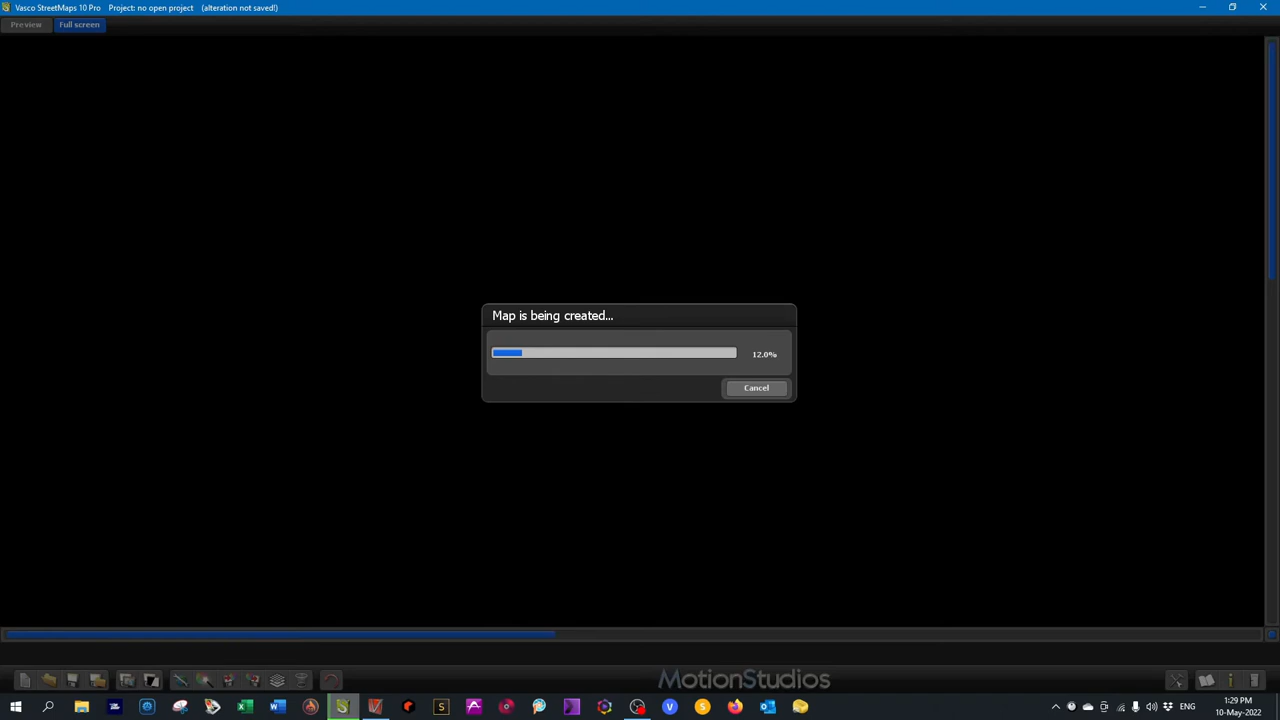 Vasco StreetMaps 10 Pro Project: no open project (alteration not saved!)
Preview Full screen
Map is being created...
12.0%
Cancel
MotionStudios
ENG
1:29 PM
10-May-2022